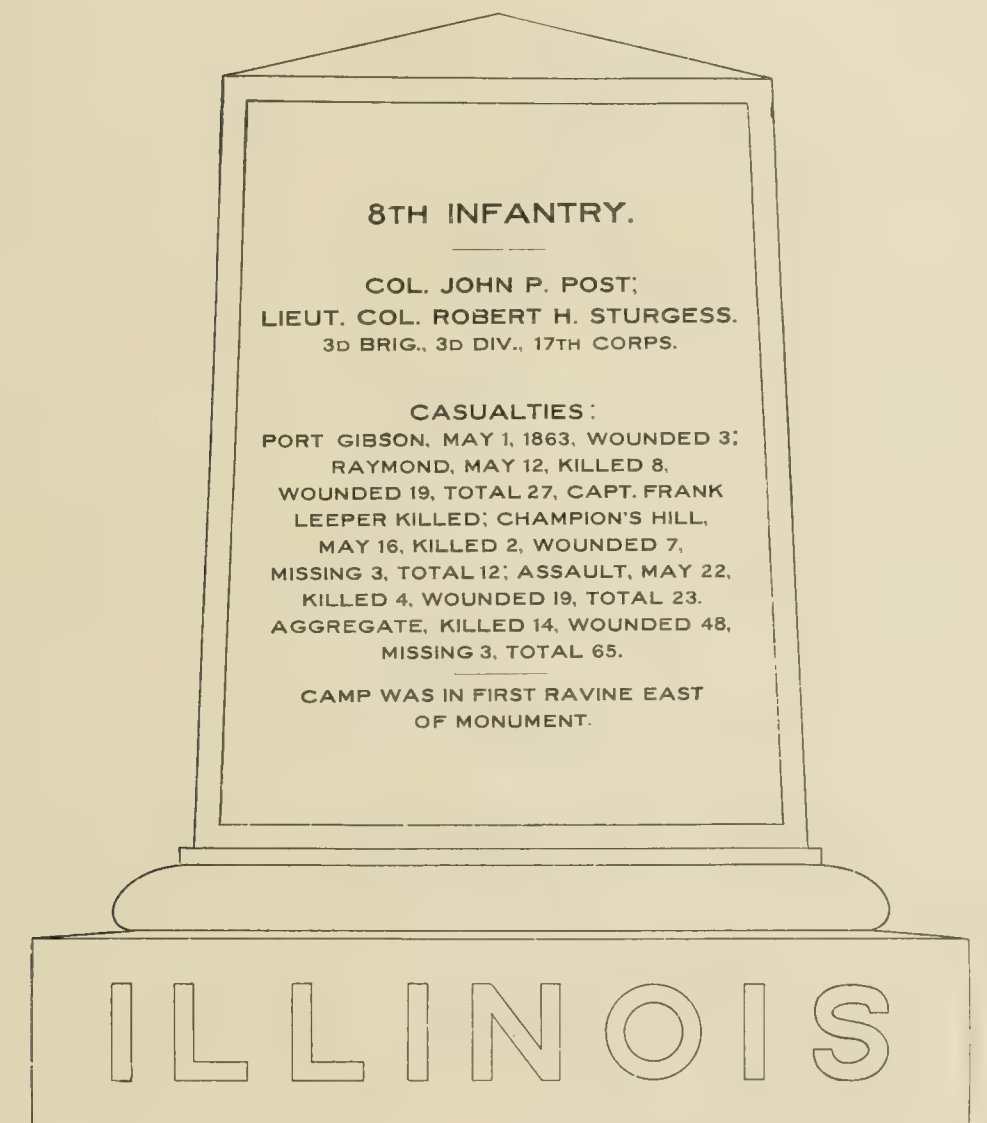 8TH INFANTRY.
COL. JOHN P. POST;
LIEUT. COL. ROBERT H. STURGESS.
3D BRIG., 3D DIV., 17TH CORPS.
CASUALTIES:
PORT GIBSON, MAY 1, 1863, WOUNDED 3;
RAYMOND, MAY 12, KILLED 8,
WOUNDED 19, TOTAL 27, CAPT. FRANK
LEEPER KILLED; CHAMPION'S HILL,
MAY 16, KILLED 2, WOUNDED 7,
MISSING 3, TOTAL 12; ASSAULT, MAY 22,
KILLED 4, WOUNDED 19, TOTAL 23.
AGGREGATE, KILLED 14, WOUNDED 48,
MISSING 3, TOTAL 65.
CAMP WAS IN FIRST RAVINE EAST
OF MONUMENT.
ILLINOIS